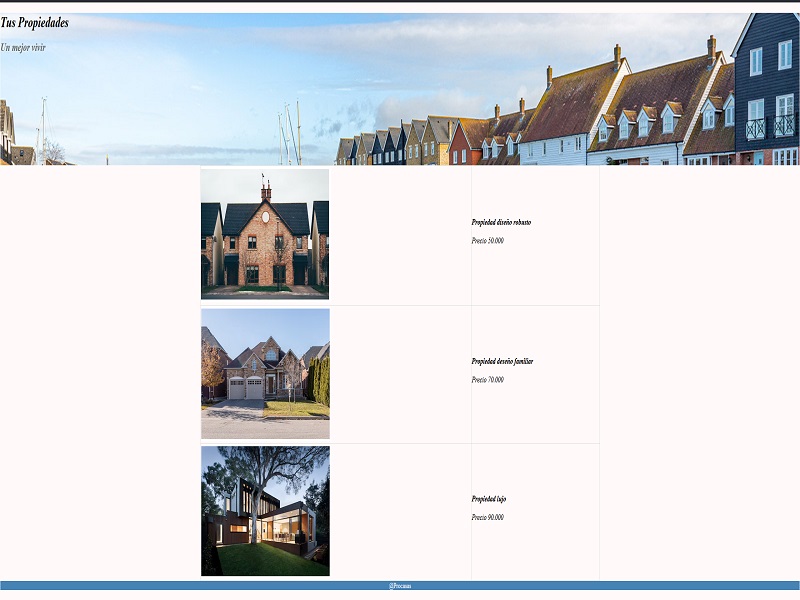 Tus Propiedades
Un mejor vivir
Propiedad diseño robusto
Precio 50.000
Propiedad deseño familiar
Precio 70.000
Propiedad lujo
Precio 90.000
@Procasas